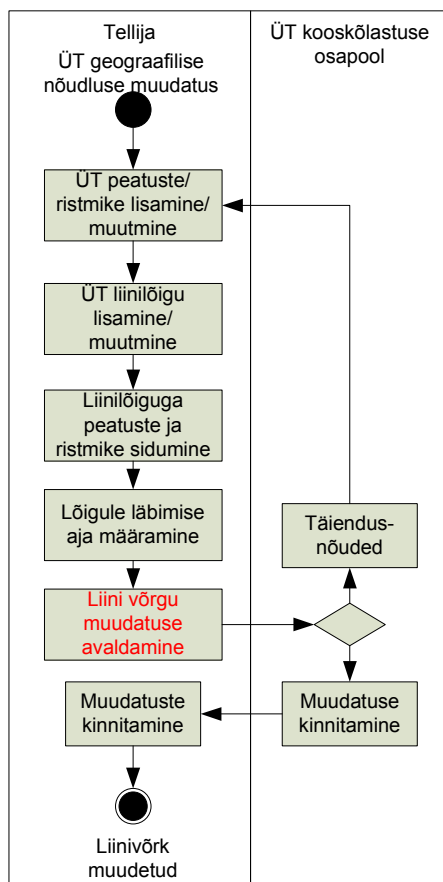 Tellija
ÜT kooskõlastuse
osapool
ÜT geograafilise
nõudluse muudatus
ÜT peatuste/
ristmike lisamine/
muutmine
ÜT liinilõigu
lisamine/
muutmine
Liinilõiguga
peatuste ja
ristmike sidumine
Lõigule läbimise
aja määramine
Täiendus-
nõuded
Liini võrgu
muudatuse
avaldamine
Muudatuste
kinnitamine
Muudatuse
kinnitamine
Liinivõrk
muudetud